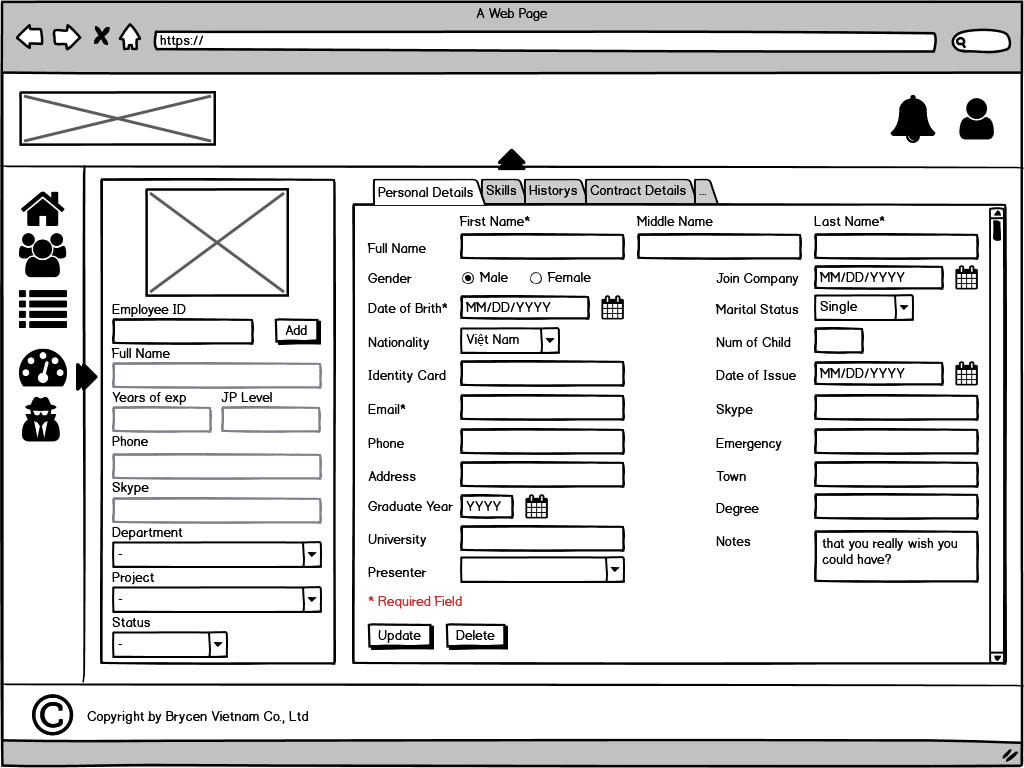 A Web Page
https://
Personal Details
Skills
Historys
Contract Details
...
Employee ID
Add
Full Name
Years of exp
JP Level
Phone
Skype
Department
-
Project
-
Status
-
First Name*
Middle Name
Last Name*
Full Name
Gender
Male
Female
Join Company
MM/DD/YYYY
Date of Brith*
MM/DD/YYYY
Marital Status
Single
Nationality
Việt Nam
Num of Child
Identity Card
Date of Issue
MM/DD/YYYY
Email*
Skype
Phone
Emergency
Address
Town
Graduate Year
YYYY
Degree
University
Notes
that you really wish you
could have?
Presenter
* Required Field
Update
Delete
© Copyright by Brycen Vietnam Co., Ltd